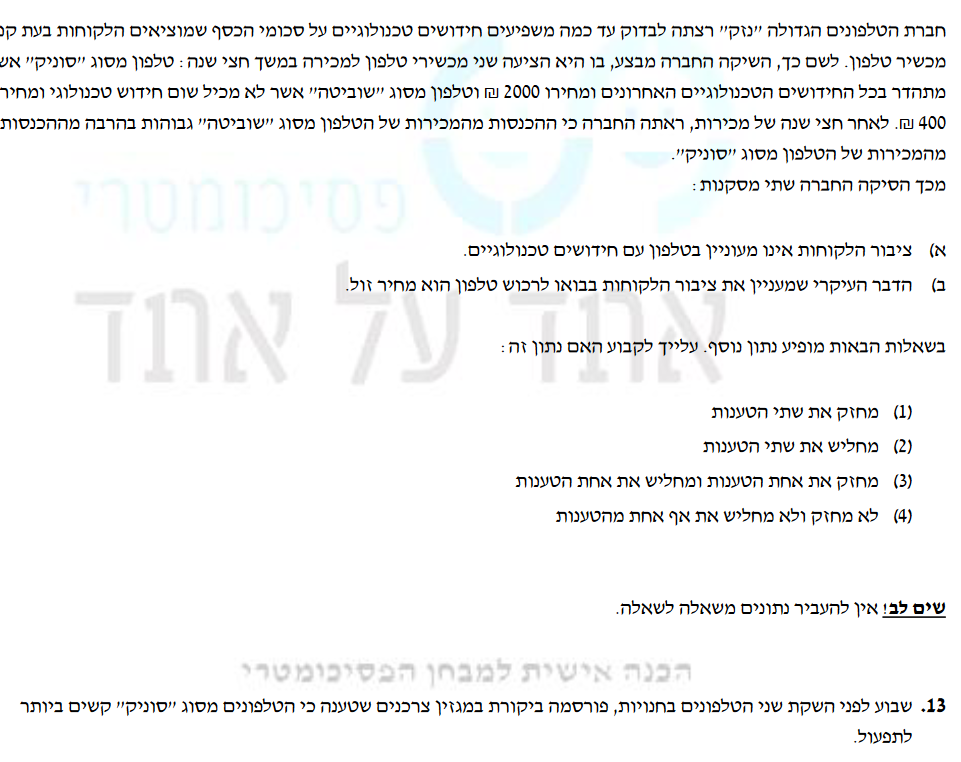 חברת הטלפונים הגדולה "נזק" רצתה לבדוק עד כמה משפיעים חידושים טכנולוגיים על סכומי הכסף שמוציאים הלקוחות בעת
מכשיר טלפון. לשם כך, השיקה החברה מבצע, בו היא הציעה שני מכשירי טלפון למכירה במשך חצי שנה: טלפון מסוג "סוניק"
מתהדר בכל החידושים הטכנולוגיים האחרונים ומחירו 2000 ₪ וטלפון מסוג "שוביטה" אשר לא מכיל שום חידוש טכנולוגי ומחיר
400 ₪. לאחר חצי שנה של מכירות, ראתה החברה כי ההכנסות מהמכירות של הטלפון מסוג "שוביטה" גבוהות בהרבה מההכנסות
מהמכירות של הטלפון מסוג "סוניק".
מכך הסיקה החברה שתי מסקנות:
א) ציבור הלקוחות אינו מעוניין בטלפון עם חידושים טכנולוגיים.
ב) הדבר העיקרי שמעניין את ציבור הלקוחות בבואו לרכוש טלפון הוא מחיר זול.
בשאלות הבאות מופיע נתון נוסף. עלייך לקבוע האם נתון זה:
(1) מחזק את שתי הטענות
(2) מחליש את שתי הטענות
(3) מחזק את אחת הטענות ומחליש את אחת הטענות
(4) לא מחזק ולא מחליש את אף אחת מהטענות
שים לב! אין להעביר נתונים משאלה לשאלה.
הכנה אישית למבחן הפסיכומטרי
13. שבוע לפני השקת שני הטלפונים בחנויות, פורסמה ביקורת במגזין צרכנים שטענה כי הטלפונים מסוג "סוניק" קשים ביותר
לתפעול.
פסיכומטרי
אחד על אחד